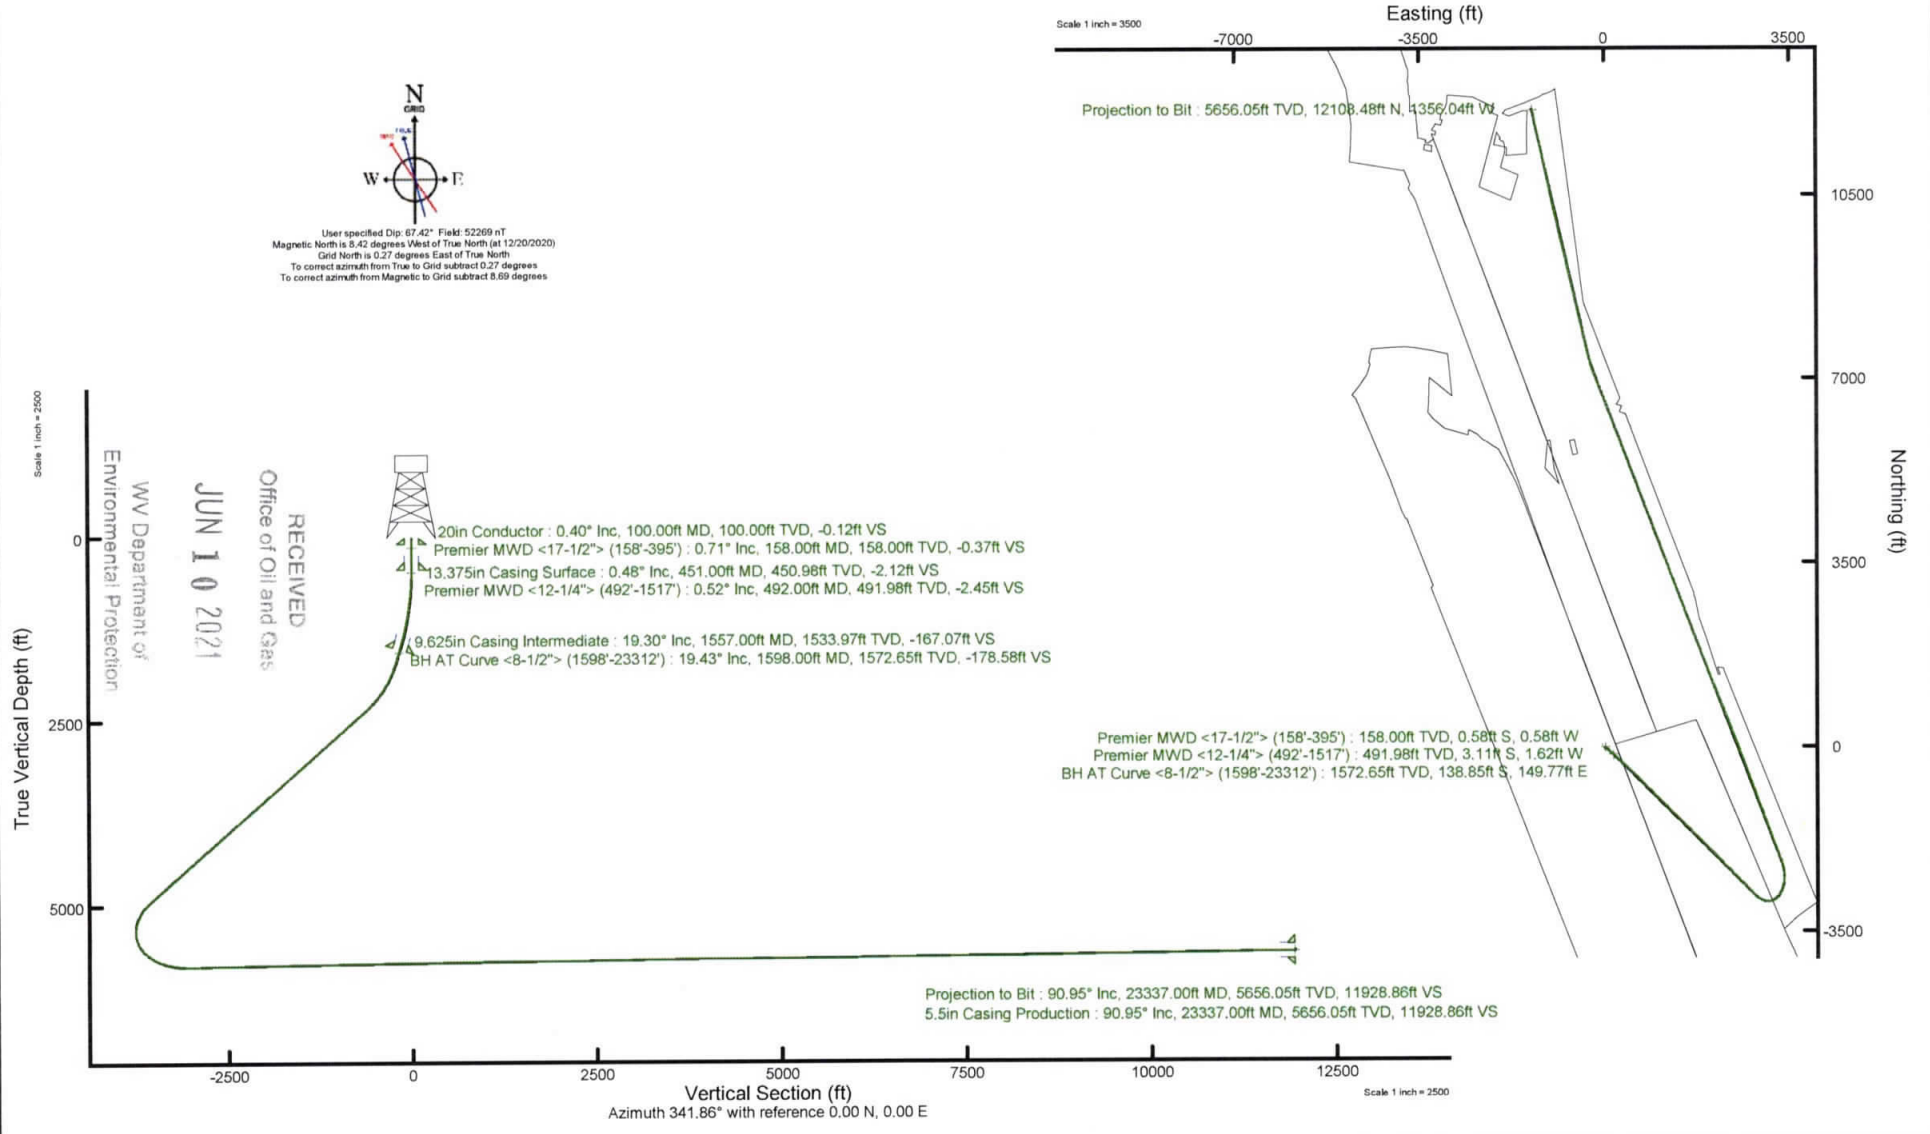 Scale 1 inch = 3500
Easting (ft)
-7000
-3500
0
3500
Projection to Bit : 5656.05ft TVD, 12108.48ft N, 1356.04ft W
N
GRID
TRUE
W
E
User specified Dip: 67.42° Field: 52269 nT
Magnetic North is 8.42 degrees West of True North (at 12/20/2020)
Grid North is 0.27 degrees East of True North
To correct azimuth from True to Grid subtract 0.27 degrees
To correct azimuth from Magnetic to Grid subtract 8.69 degrees
10500
7000
3500
0
-3500
Northing (ft)
Scale 1 inch = 2500
True Vertical Depth (ft)
0
2500
5000
RECEIVED
Office of Oil and Gas
JUN 10 2021
WV Department of
Environmental Protection
20in Conductor : 0.40° Inc, 100.00ft MD, 100.00ft TVD, -0.12ft VS
Premier MWD <17-1/2"> (158'-395') : 0.71° Inc, 158.00ft MD, 158.00ft TVD, -0.37ft VS
13.375in Casing Surface : 0.48° Inc, 451.00ft MD, 450.98ft TVD, -2.12ft VS
Premier MWD <12-1/4"> (492'-1517') : 0.52° Inc, 492.00ft MD, 491.98ft TVD, -2.45ft VS
9.625in Casing Intermediate : 19.30° Inc, 1557.00ft MD, 1533.97ft TVD, -167.07ft VS
BH AT Curve <8-1/2"> (1598'-23312') : 19.43° Inc, 1598.00ft MD, 1572.65ft TVD, -178.58ft VS
Premier MWD <17-1/2"> (158'-395') : 158.00ft TVD, 0.58ft S, 0.58ft W
Premier MWD <12-1/4"> (492'-1517') : 491.98ft TVD, 3.11ft S, 1.62ft W
BH AT Curve <8-1/2"> (1598'-23312') : 1572.65ft TVD, 138.85ft S, 149.77ft E
Projection to Bit : 90.95° Inc, 23337.00ft MD, 5656.05ft TVD, 11928.86ft VS
5.5in Casing Production : 90.95° Inc, 23337.00ft MD, 5656.05ft TVD, 11928.86ft VS
-2500
0
2500
5000
7500
10000
12500
Vertical Section (ft)
Azimuth 341.86° with reference 0.00 N, 0.00 E
Scale 1 inch = 2500